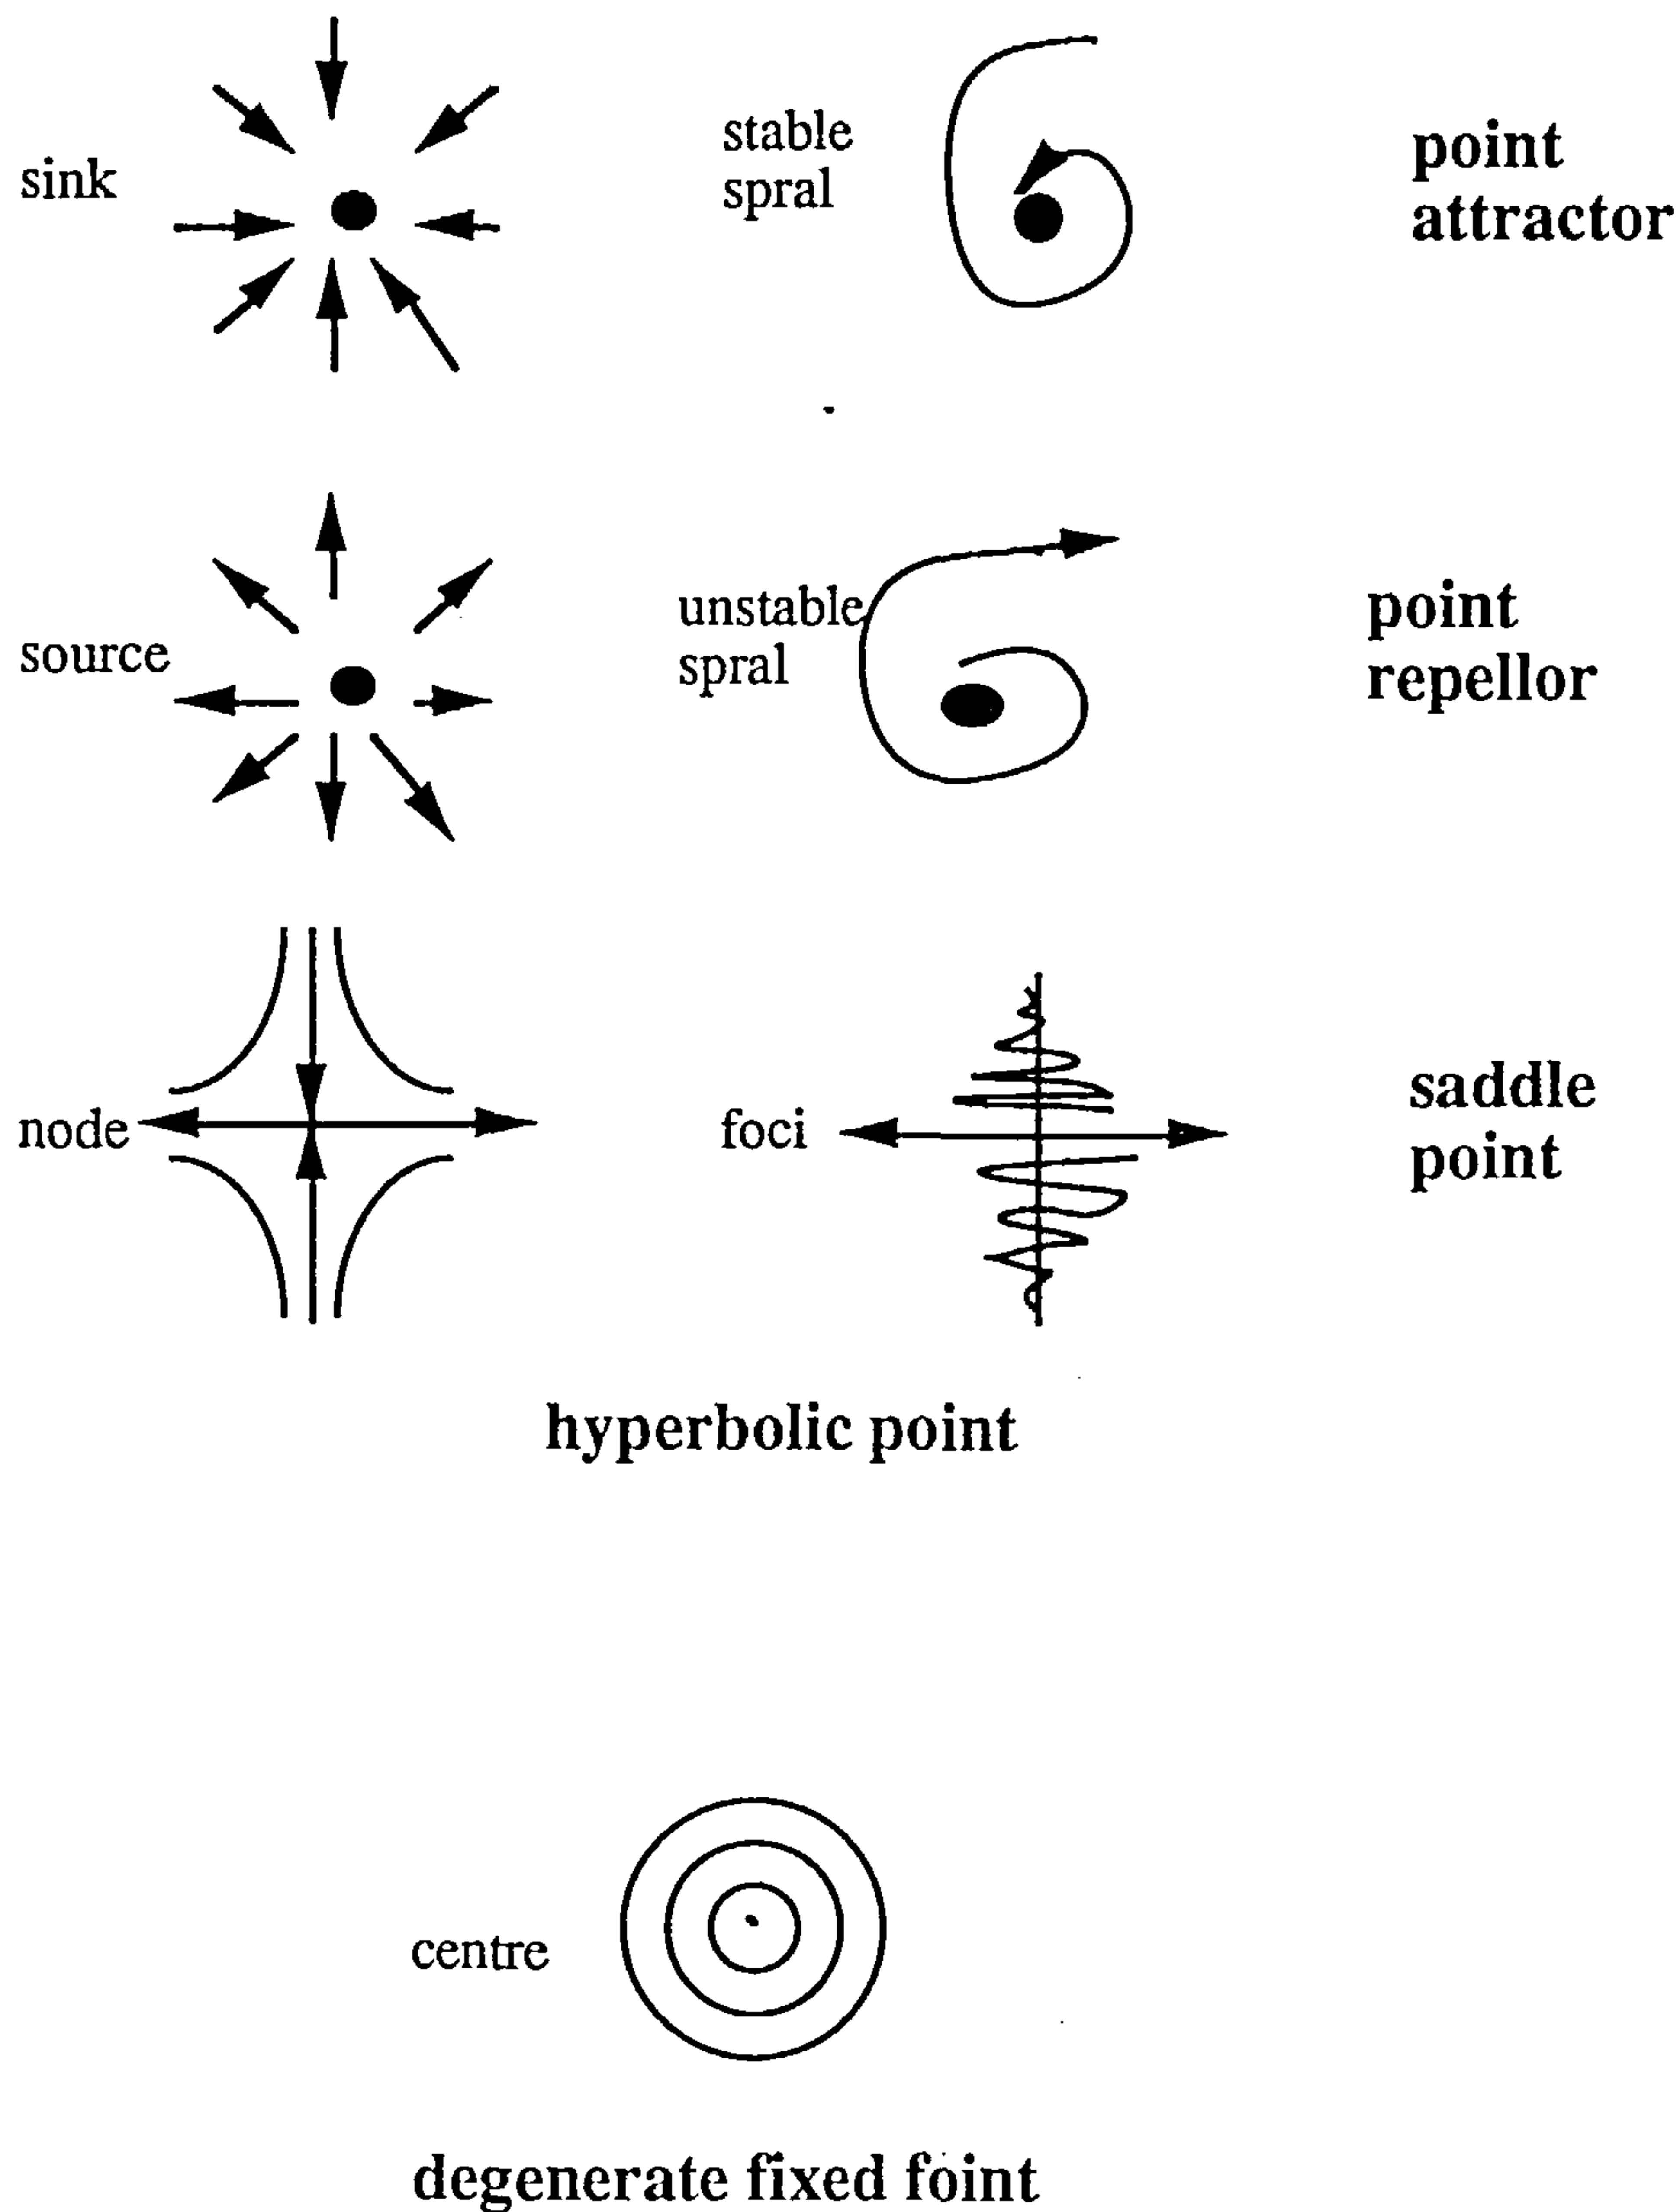 sink
stable
spral
point
attractor
source
unstable
spral
point
repellor
node
foci
saddle
point
hyperbolic point
centre
degenerate fixed foint